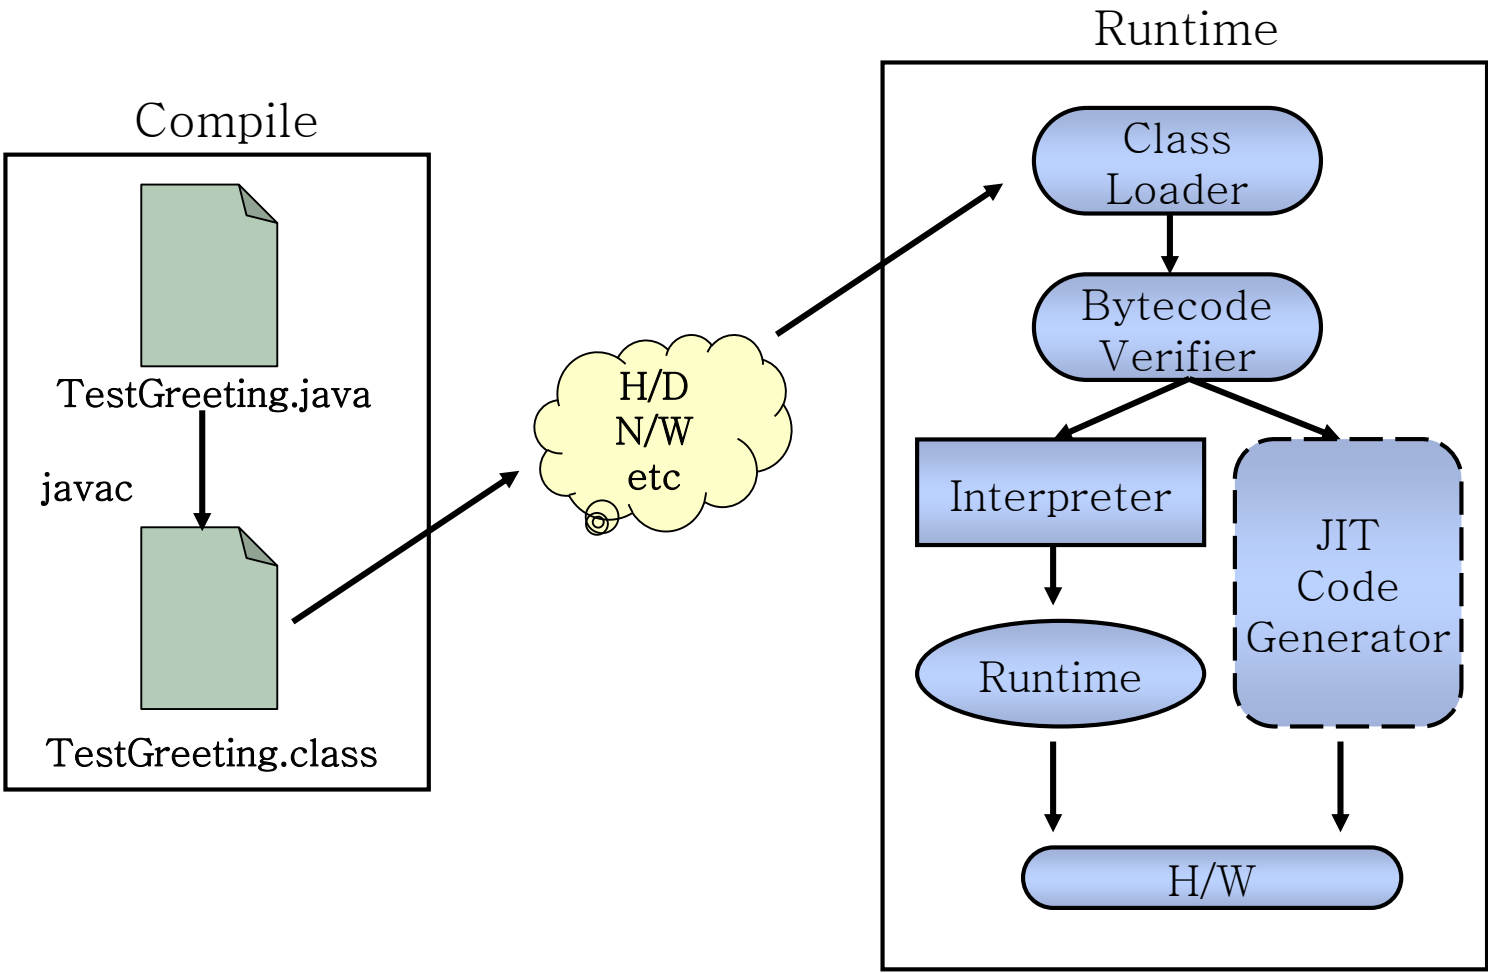 Compile
TestGreeting.java
javac
TestGreeting.class
H/D
N/W
etc
Runtime
Class
Loader
Bytecode
Verifier
Interpreter
JIT
Code
Generator
Runtime
H/W